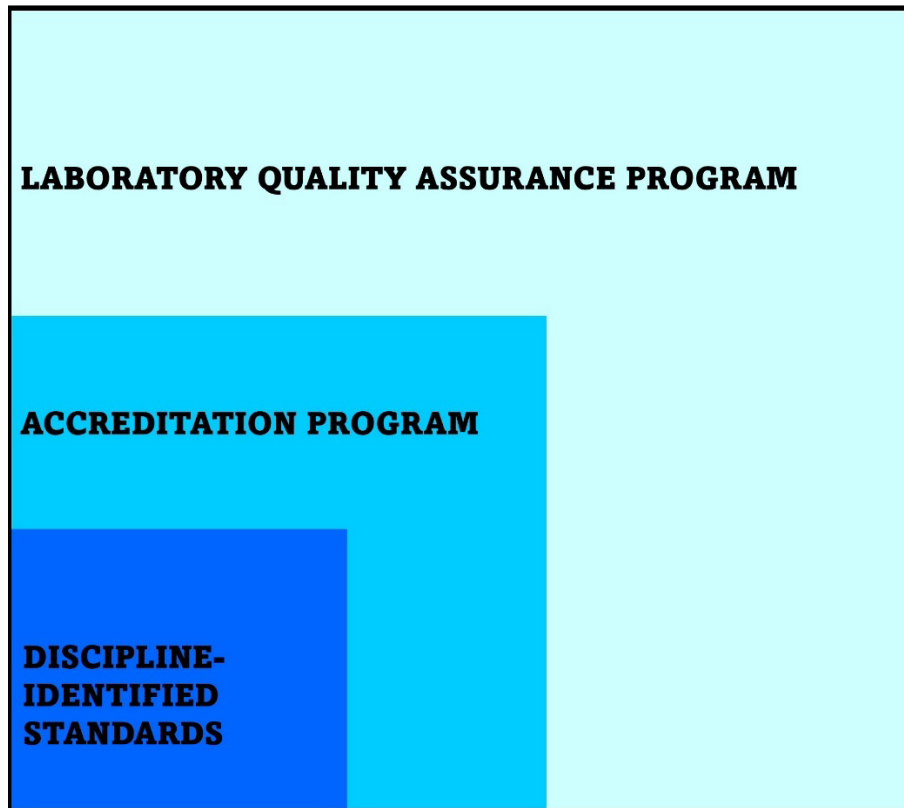 LABORATORY QUALITY ASSURANCE PROGRAM
ACCREDITATION PROGRAM
DISCIPLINE-
IDENTIFIED
STANDARDS